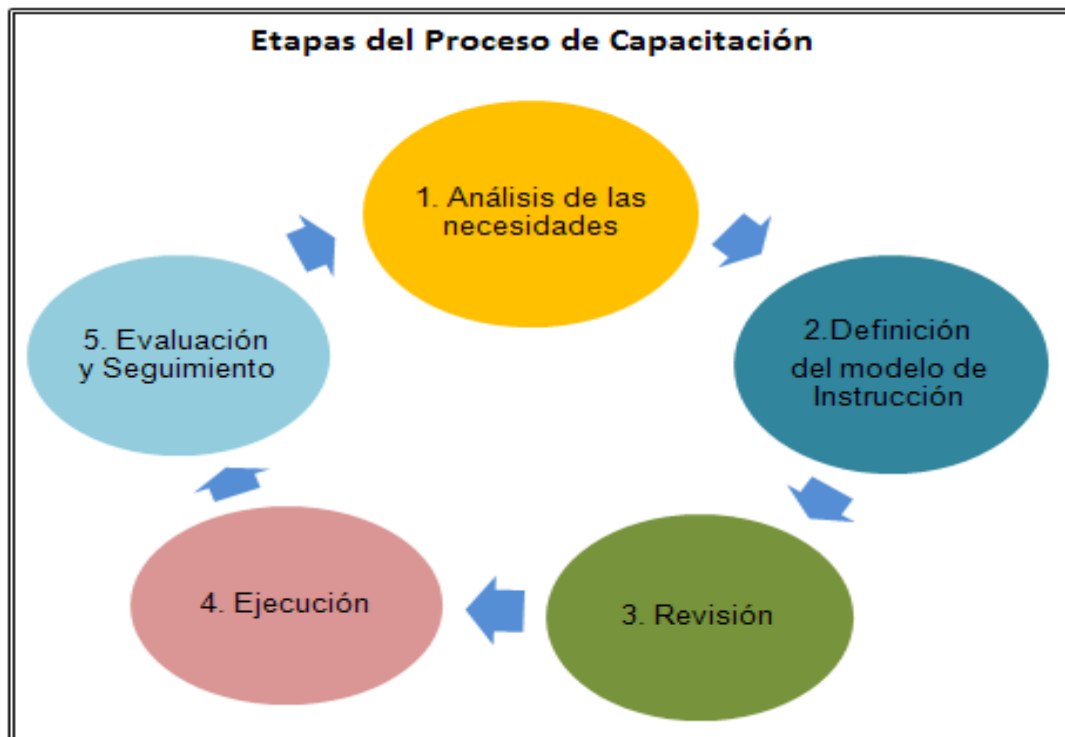 Etapas del Proceso de Capacitación
1. Análisis de las
necesidades
2.Definición
del modelo de
Instrucción
3. Revisión
4. Ejecución
5. Evaluación
y Seguimiento